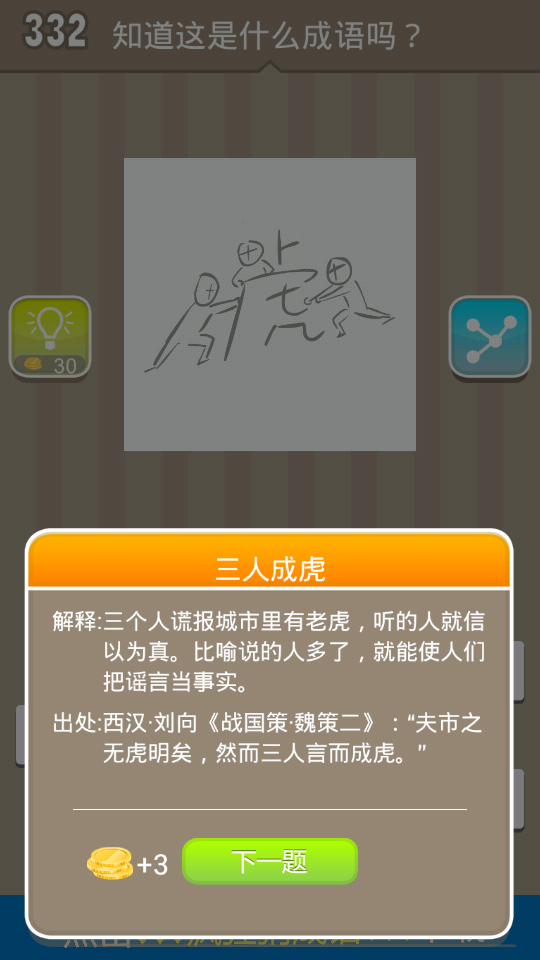 332 知道这是什么成语吗？
30
三人成虎
解释:三个人谎报城市里有老虎，听的人就信
以为真。比喻说的人多了，就能使人们
把谣言当事实。
出处:西汉·刘向《战国策·魏策二》：“夫市之
无虎明矣，然而三人言而成虎。”
+3 下一题